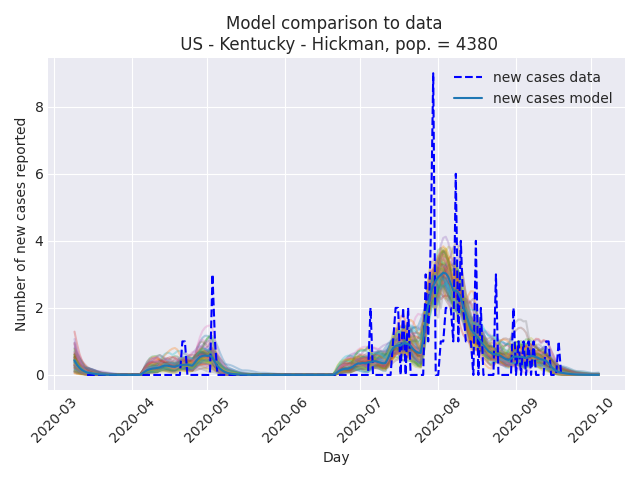 Model comparison to data
US - Kentucky - Hickman, pop. = 4380
new cases data
new cases model
Number of new cases reported
8
6
4
2
0
2020-03
2020-04
2020-05
2020-06
2020-07
2020-08
2020-09
2020-10
Day